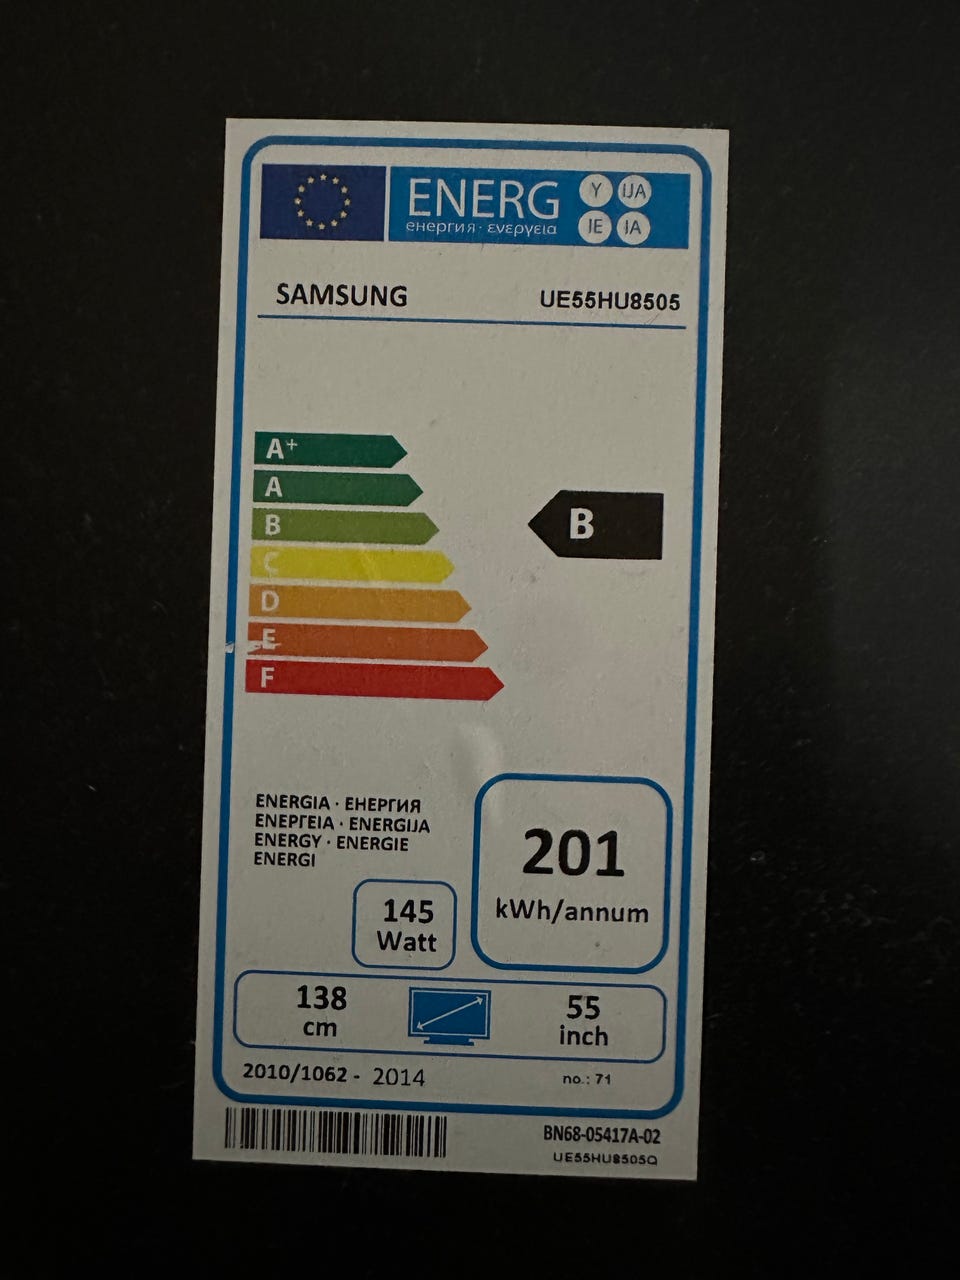 ENERG Y IJA
енергия · ενεργεια IE IA
SAMSUNG UE55HU8505
A+
A
B
B
C
D
E
F
ENERGIA · ЕНЕРГИЯ
ΕΝΕΡΓΕΙΑ · ENERGIJA
ENERGY · ENERGIE
ENERGI
201
kWh/annum
145
Watt
138
cm
55
inch
2010/1062 - 2014 no.: 71
BN68-05417A-02
UE55HU8505Q